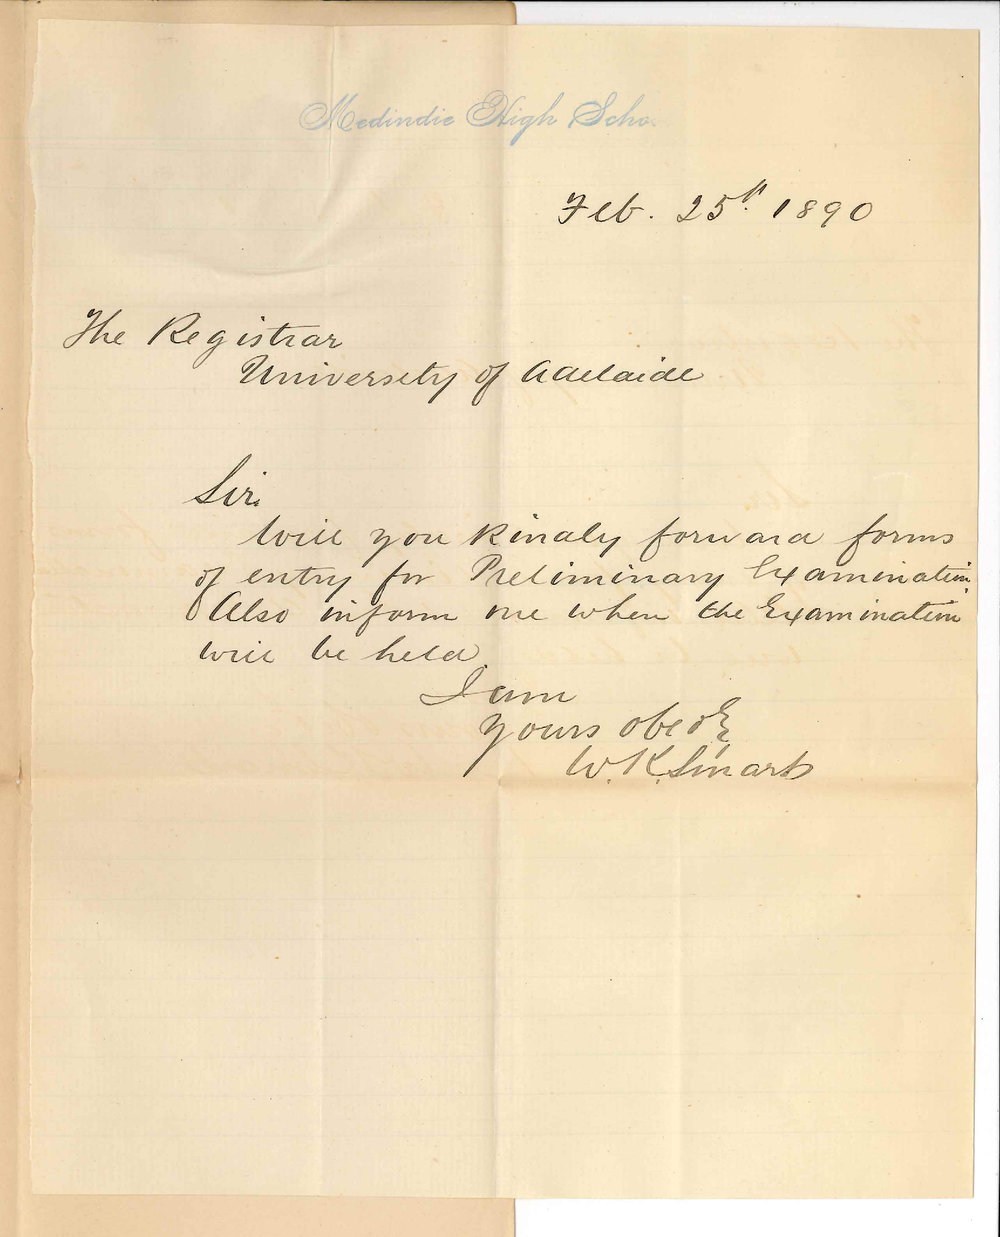 Medindie High Scho
Feb. 25th 1890
The Registrar
University of Adelaide
Sir.
Will you kindly forward forms
of entry for Preliminary Examination.
Also inform me when the Examination
will be held.
I am
Yours obedly
W. K. Smart